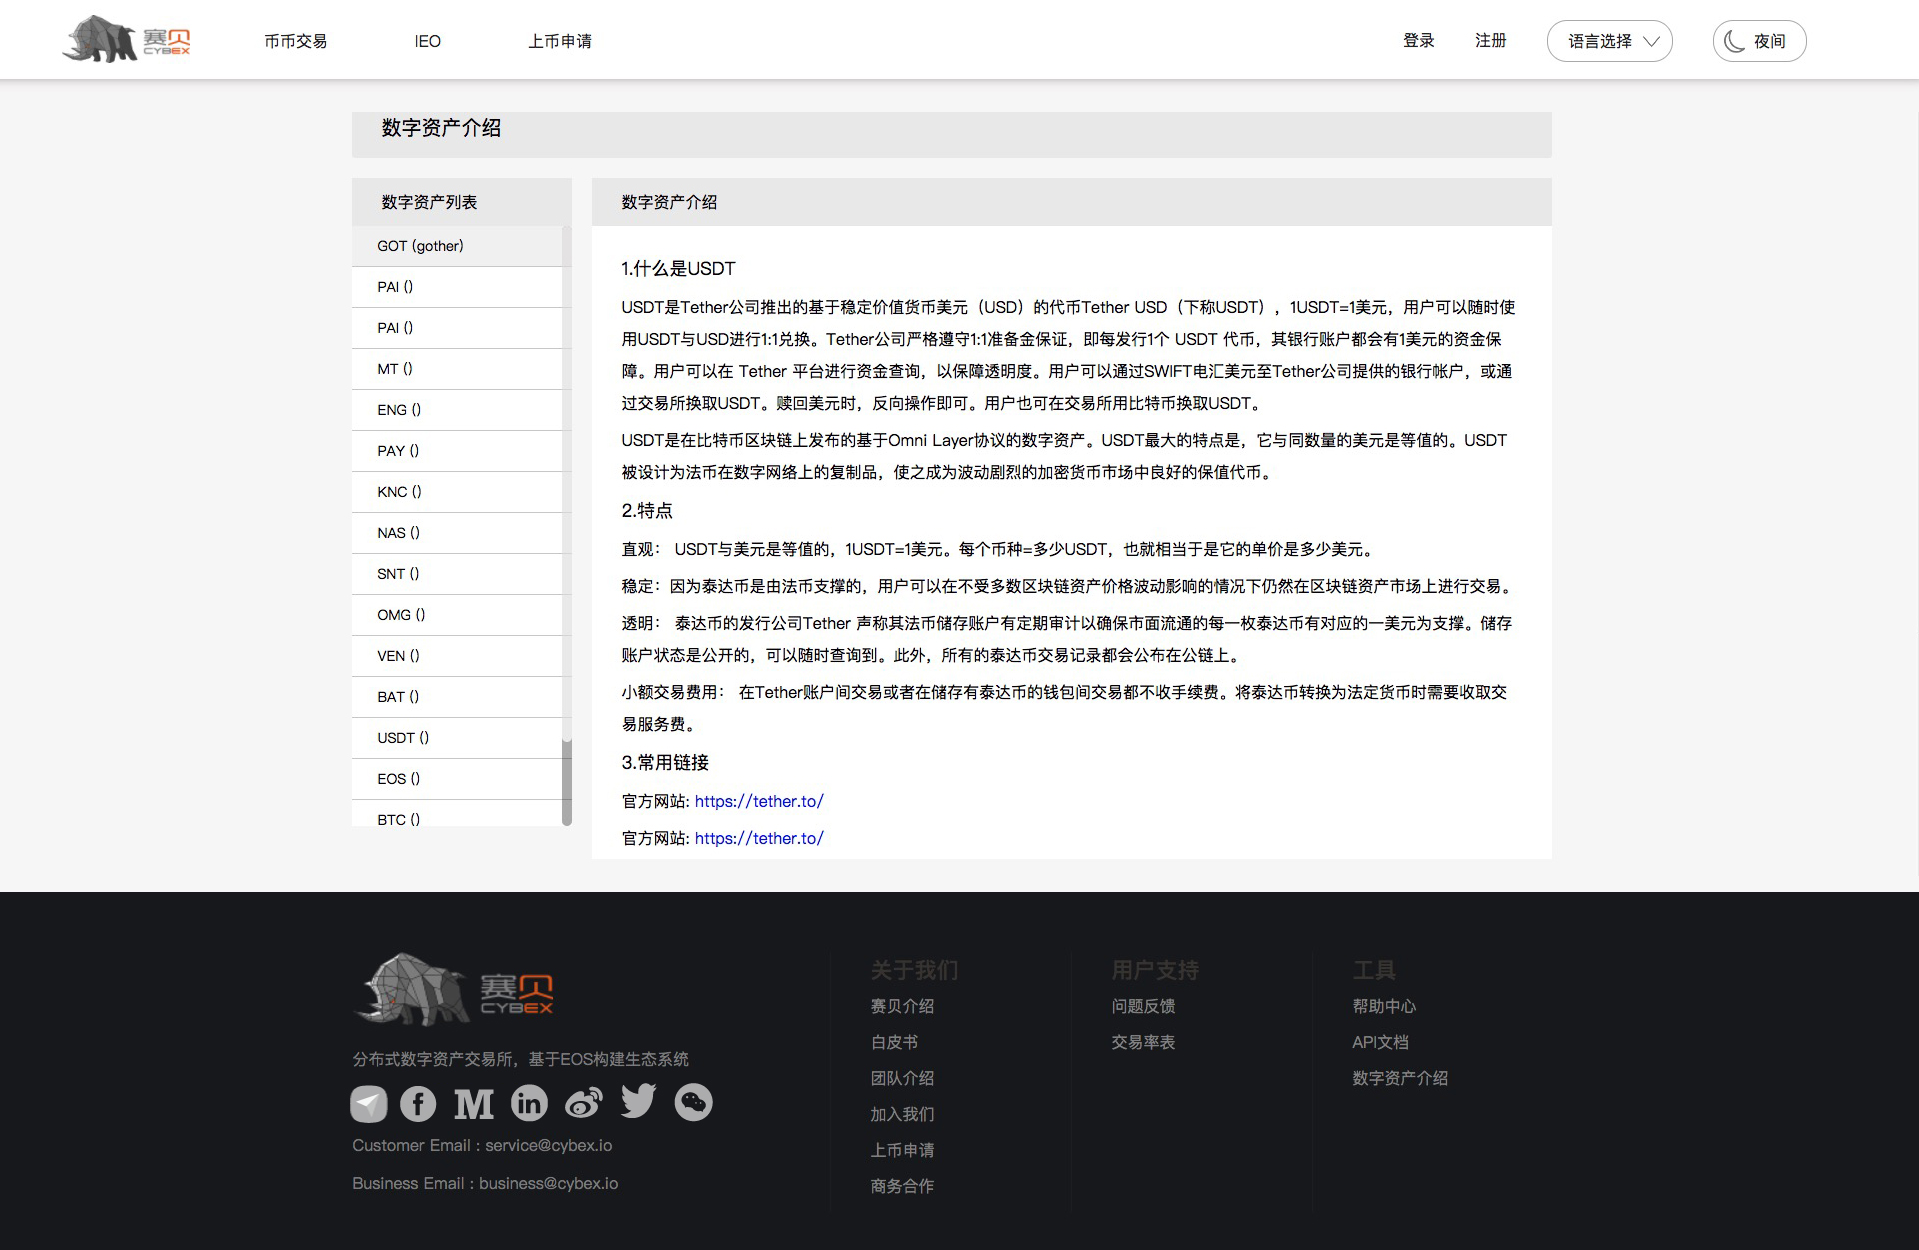 赛贝
CYBEX
币币交易
IEO
上币申请
登录
注册
语言选择
夜间
数字资产介绍
数字资产列表
GOT (gother)
PAI ()
PAI ()
MT ()
ENG ()
PAY ()
KNC ()
NAS ()
SNT ()
OMG ()
VEN ()
BAT ()
USDT ()
EOS ()
BTC ()
数字资产介绍
1.什么是USDT
USDT是Tether公司推出的基于稳定价值货币美元（USD）的代币Tether USD（下称USDT），1USDT=1美元，用户可以随时使
用USDT与USD进行1:1兑换。Tether公司严格遵守1:1准备金保证，即每发行1个 USDT 代币，其银行账户都会有1美元的资金保
障。用户可以在 Tether 平台进行资金查询，以保障透明度。用户可以通过SWIFT电汇美元至Tether公司提供的银行帐户，或通
过交易所换取USDT。赎回美元时，反向操作即可。用户也可在交易所用比特币换取USDT。
USDT是在比特币区块链上发布的基于Omni Layer协议的数字资产。USDT最大的特点是，它与同数量的美元是等值的。USDT
被设计为法币在数字网络上的复制品，使之成为波动剧烈的加密货币市场中良好的保值代币。
2.特点
直观： USDT与美元是等值的，1USDT=1美元。每个币种=多少USDT，也就相当于是它的单价是多少美元。
稳定：因为泰达币是由法币支撑的，用户可以在不受多数区块链资产价格波动影响的情况下仍然在区块链资产市场上进行交易。
透明： 泰达币的发行公司Tether 声称其法币储存账户有定期审计以确保市面流通的每一枚泰达币有对应的一美元为支撑。储存
账户状态是公开的，可以随时查询到。此外，所有的泰达币交易记录都会公布在公链上。
小额交易费用： 在Tether账户间交易或者在储存有泰达币的钱包间交易都不收手续费。将泰达币转换为法定货币时需要收取交
易服务费。
3.常用链接
官方网站: https://tether.to/
官方网站: https://tether.to/
赛贝
CYBEX
分布式数字资产交易所，基于EOS构建生态系统
Customer Email : service@cybex.io
Business Email : business@cybex.io
关于我们
赛贝介绍
白皮书
团队介绍
加入我们
上币申请
商务合作
用户支持
问题反馈
交易率表
工具
帮助中心
API文档
数字资产介绍